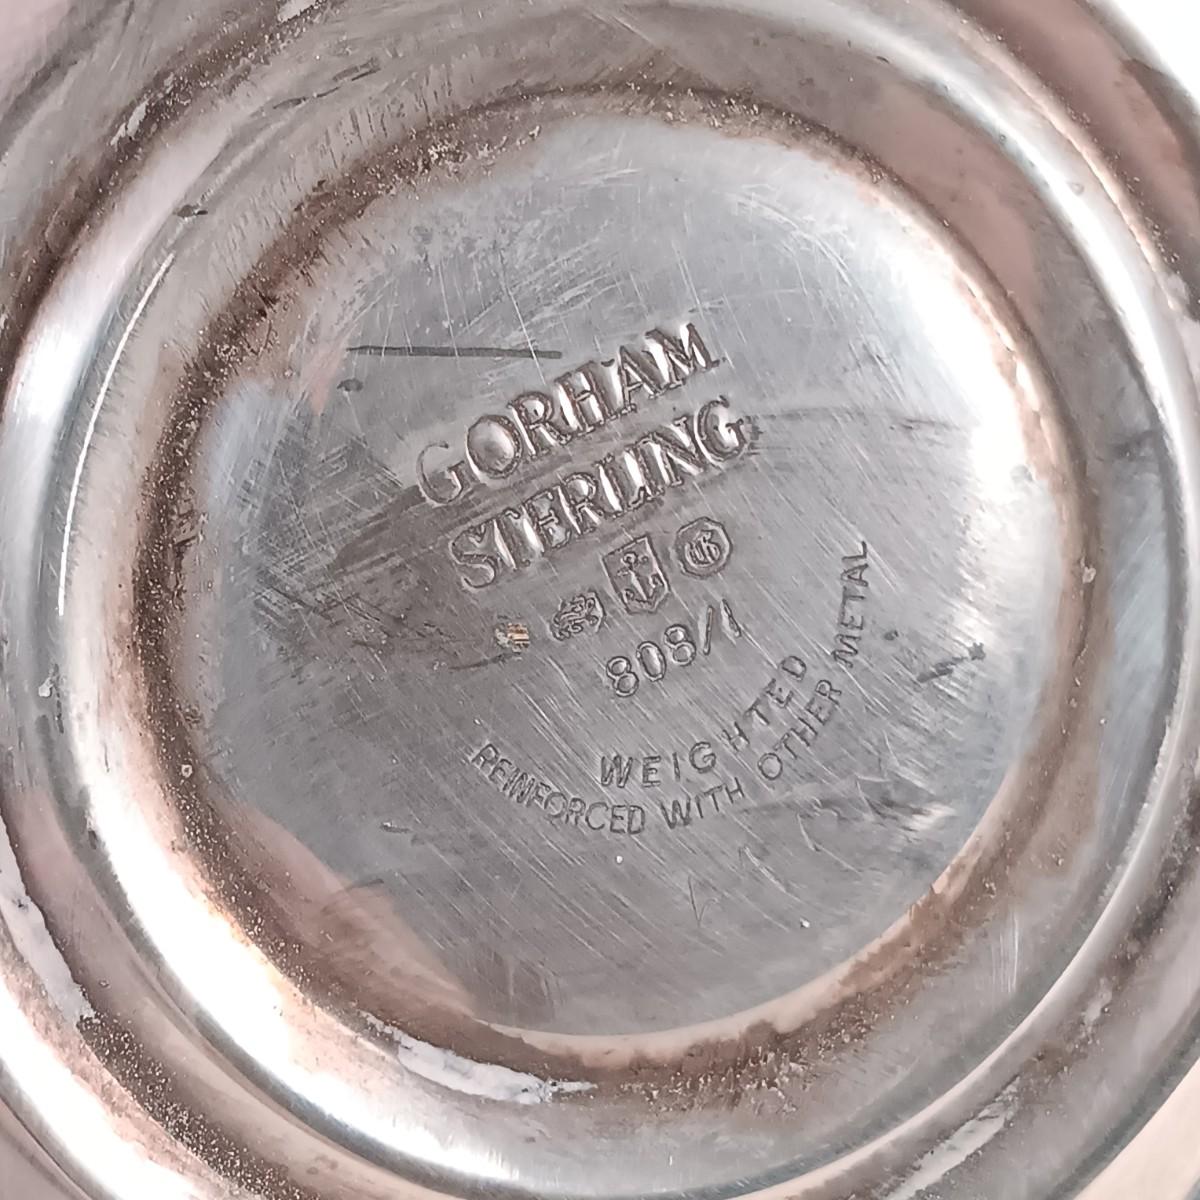 GORHAM
STERLING
808/1
WEIGHTED
REINFORCED WITH OTHER METAL